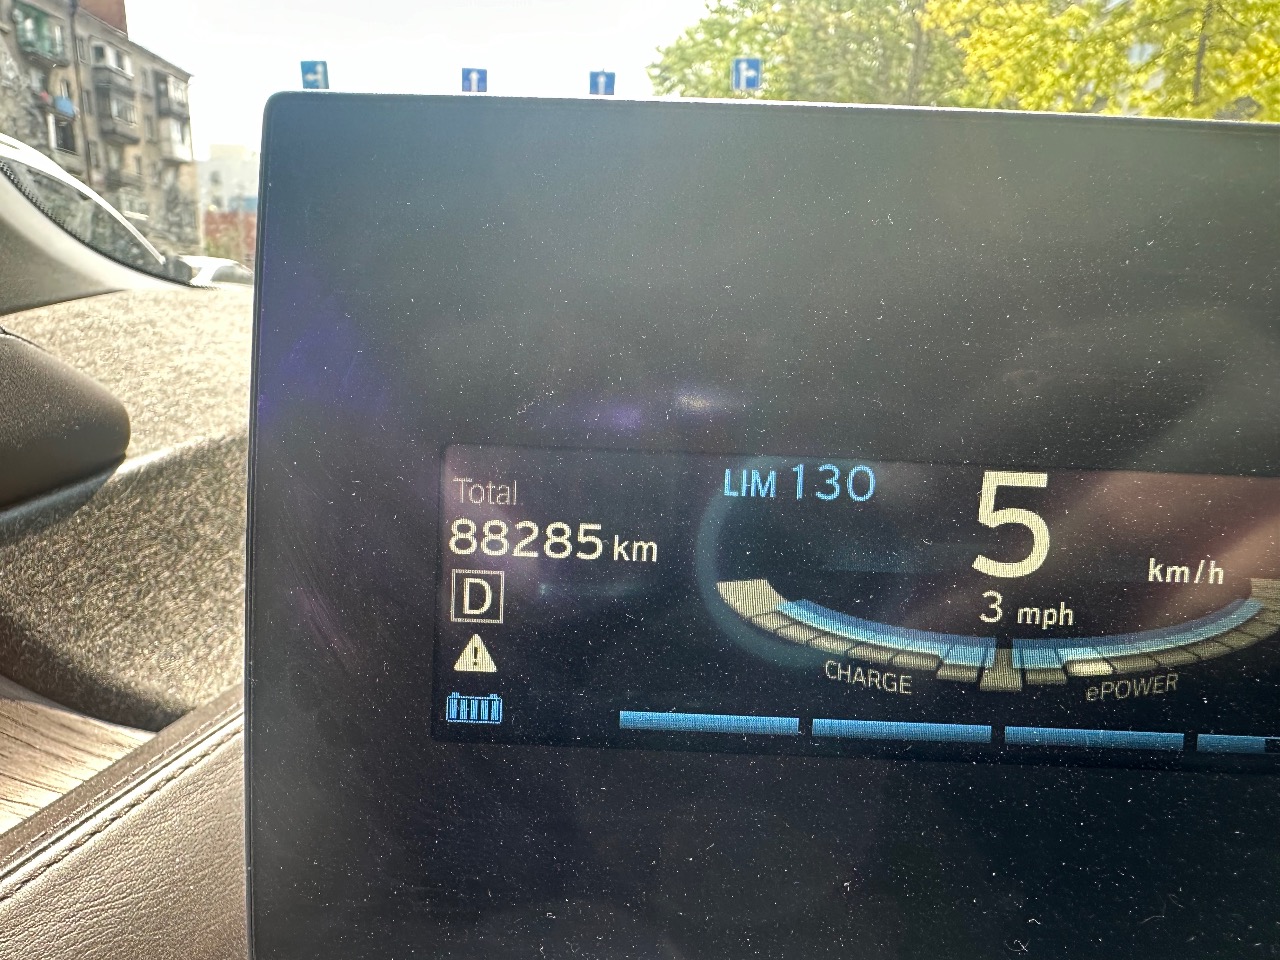 Total
88285 km
LIM 130
5
km/h
D
3 mph
CHARGE
ePOWER